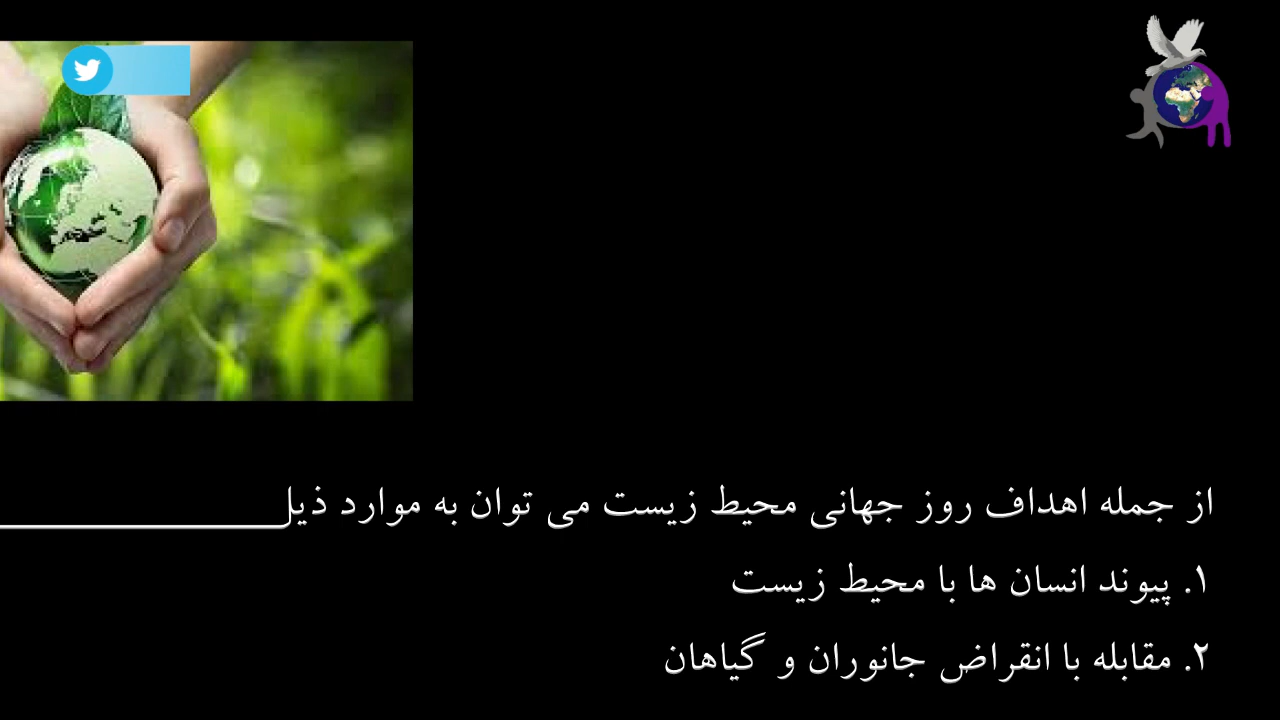 از جمله اهداف روز جهانی محیط زیست می توان به موارد ذیل
۱. پیوند انسان ها با محیط زیست
۲. مقابله با انقراض جانوران و گیاهان